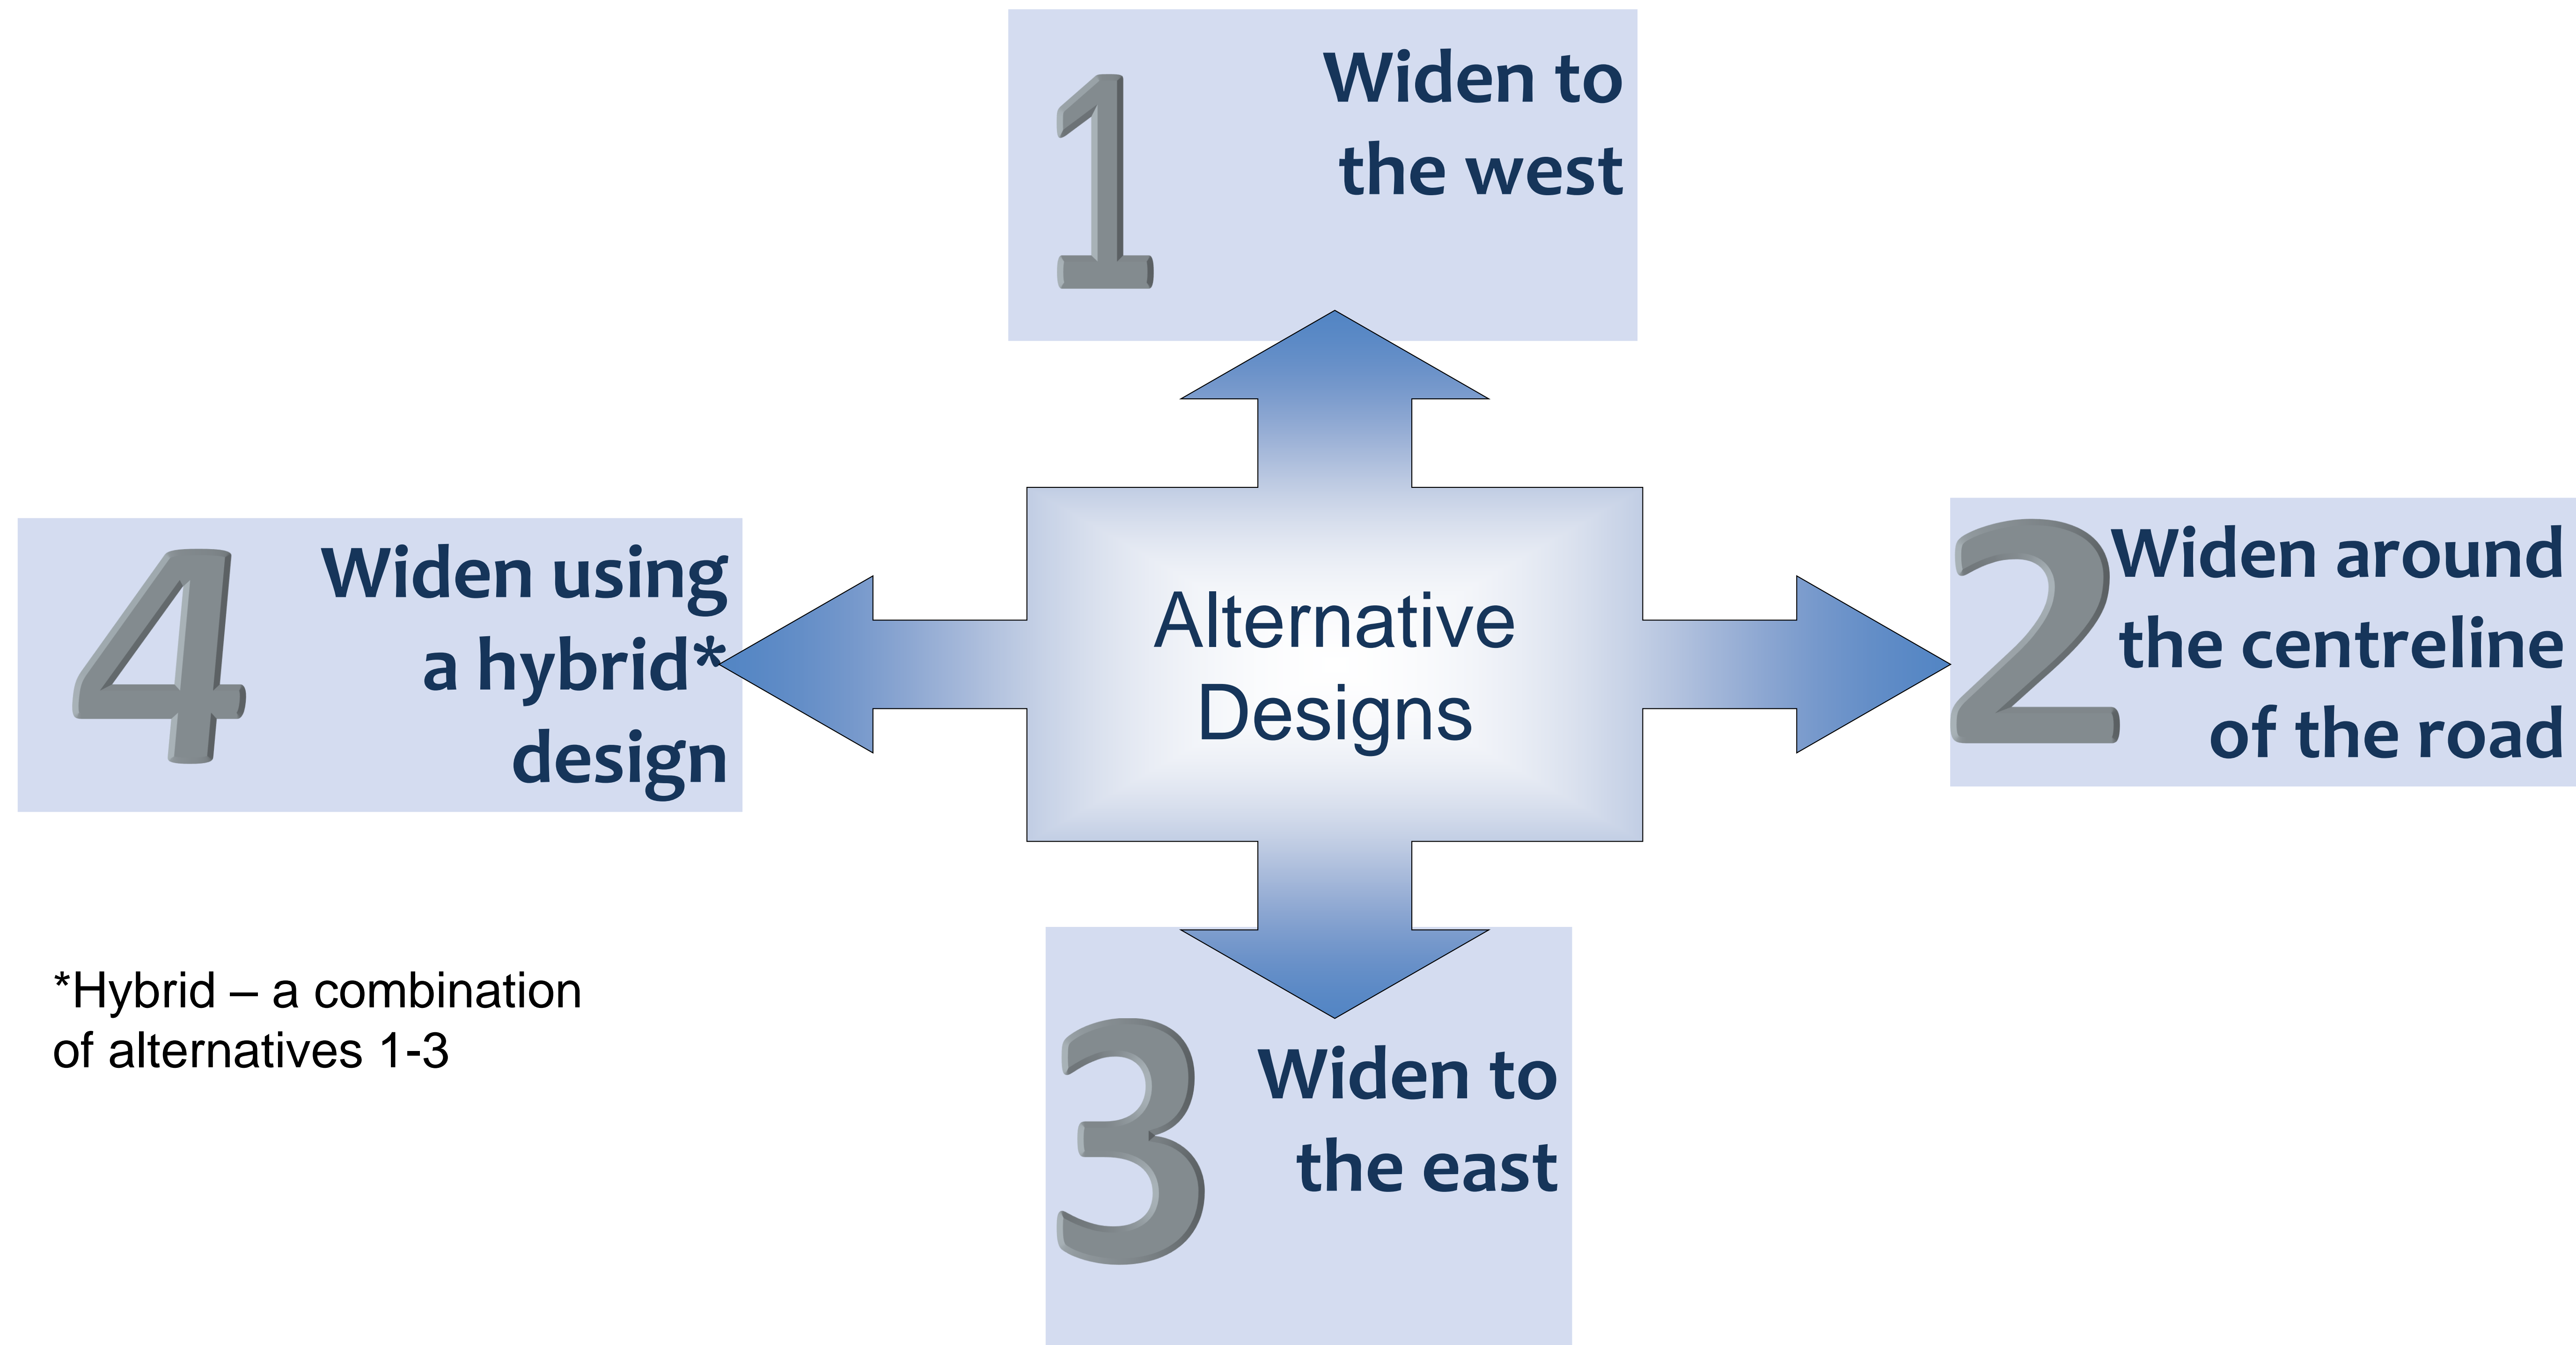 1
Widen to
the west
4
Widen using
a hybrid*
design
Alternative
Designs
2
Widen around
the centreline
of the road
*Hybrid – a combination
of alternatives 1-3
3
Widen to
the east